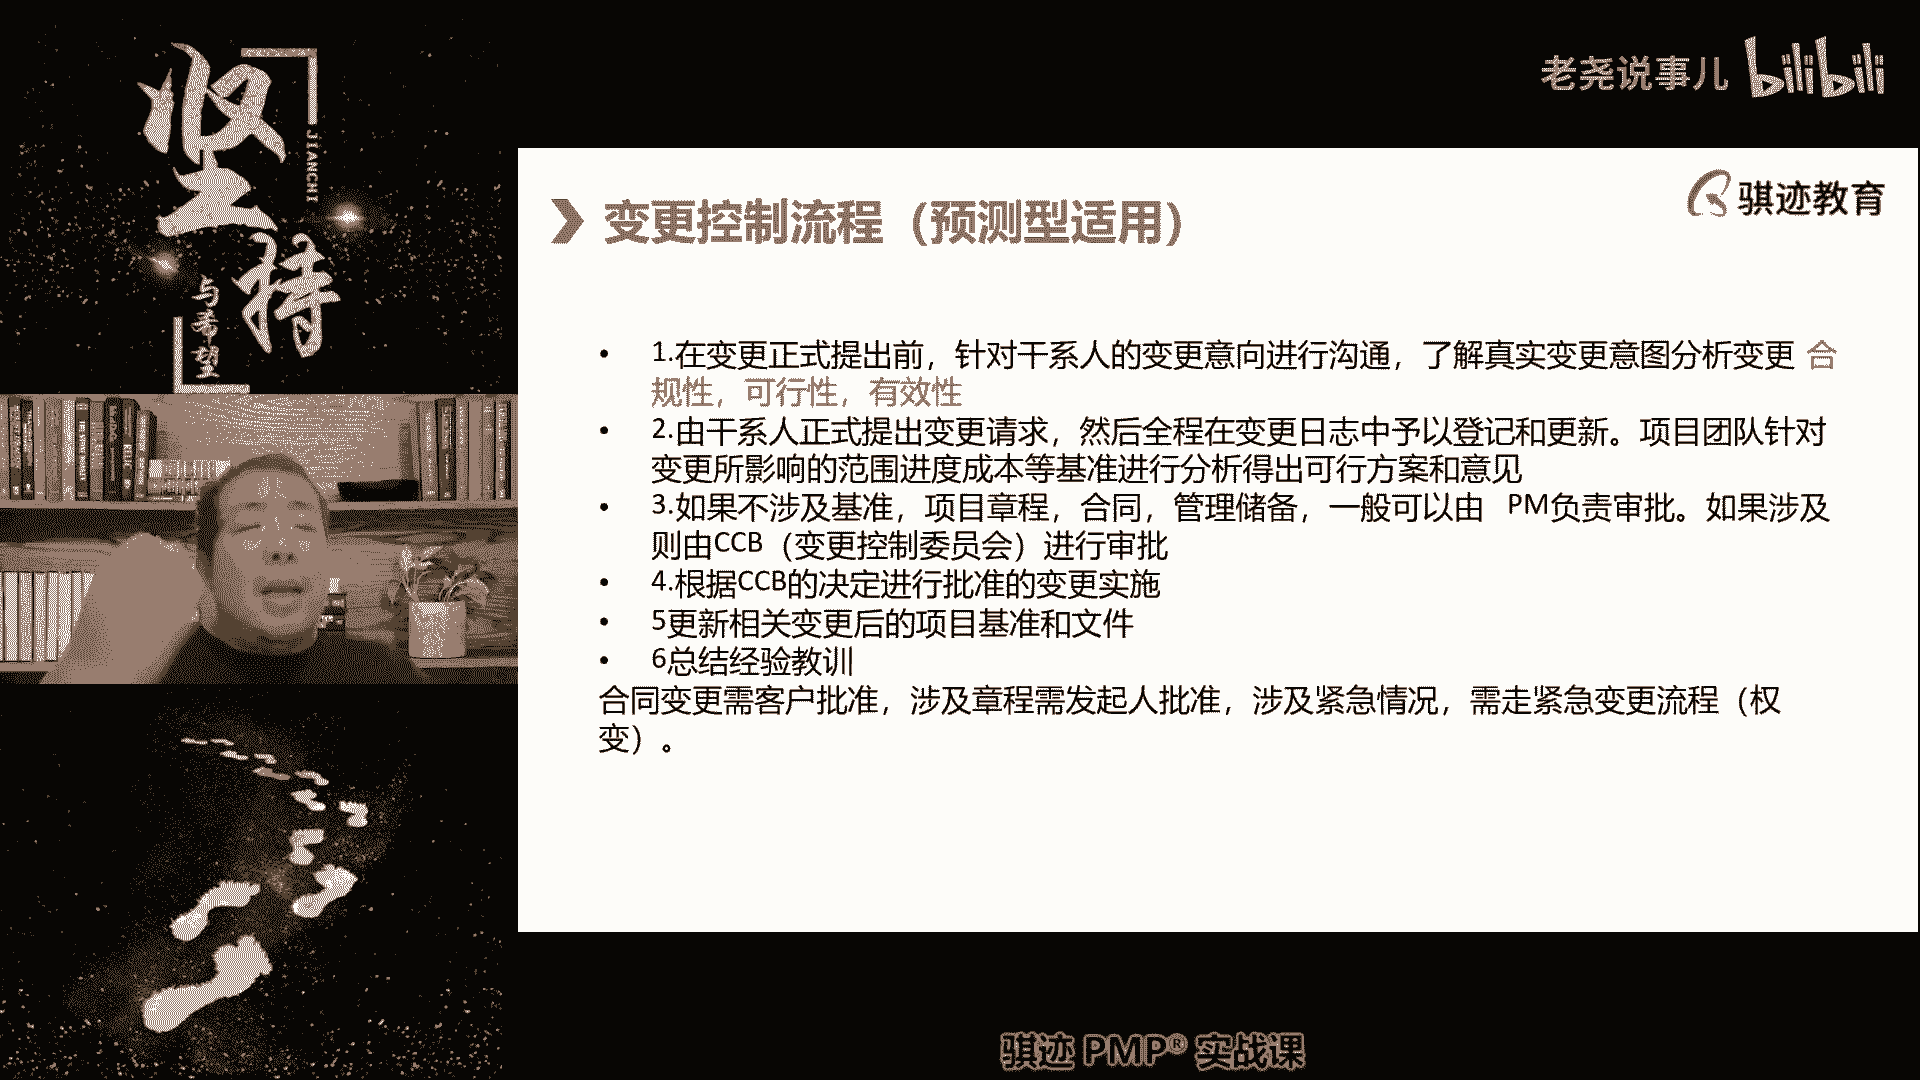 坚持
JIANCHI
与希望
老尧说事儿 bilibili
骐迹教育
变更控制流程（预测型适用）
• 1.在变更正式提出前，针对干系人的变更意向进行沟通，了解真实变更意图分析变更 合
规性，可行性，有效性
• 2.由干系人正式提出变更请求，然后全程在变更日志中予以登记和更新。项目团队针对
变更所影响的范围进度成本等基准进行分析得出可行方案和意见
• 3.如果不涉及基准，项目章程，合同，管理储备，一般可以由 PM负责审批。如果涉及
则由CCB（变更控制委员会）进行审批
• 4.根据CCB的决定进行批准的变更实施
• 5更新相关变更后的项目基准和文件
• 6总结经验教训
合同变更需客户批准，涉及章程需发起人批准，涉及紧急情况，需走紧急变更流程（权
变）。
骐迹 PMP® 实战课